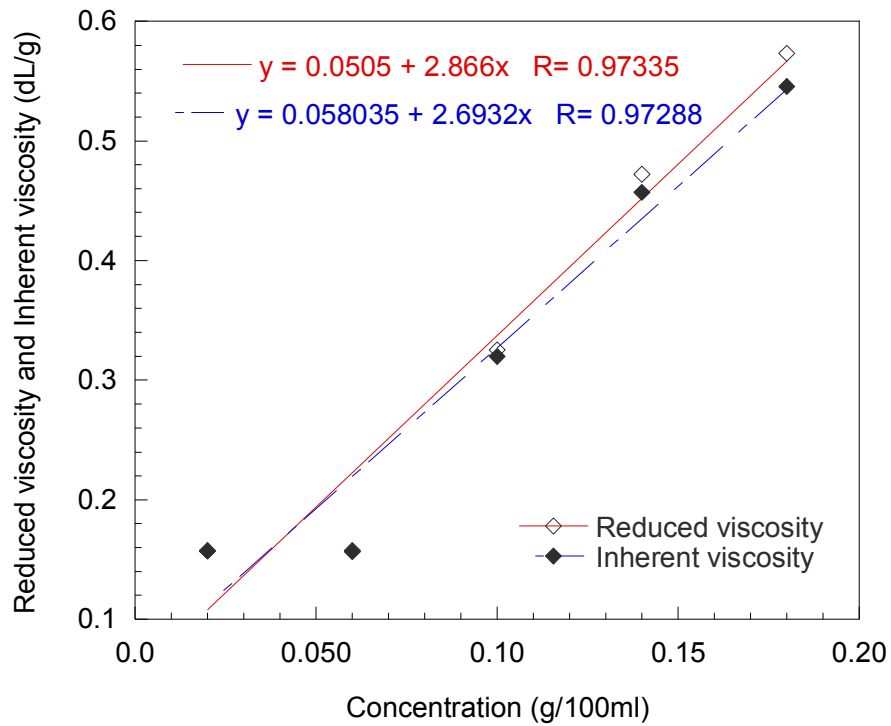 y = 0.0505 + 2.866x R= 0.97335
y = 0.058035 + 2.6932x R= 0.97288
Reduced viscosity and Inherent viscosity (dL/g)
0.6
0.5
0.4
0.3
0.2
0.1
Reduced viscosity
Inherent viscosity
0.0 0.050 0.10 0.15 0.20
Concentration (g/100ml)